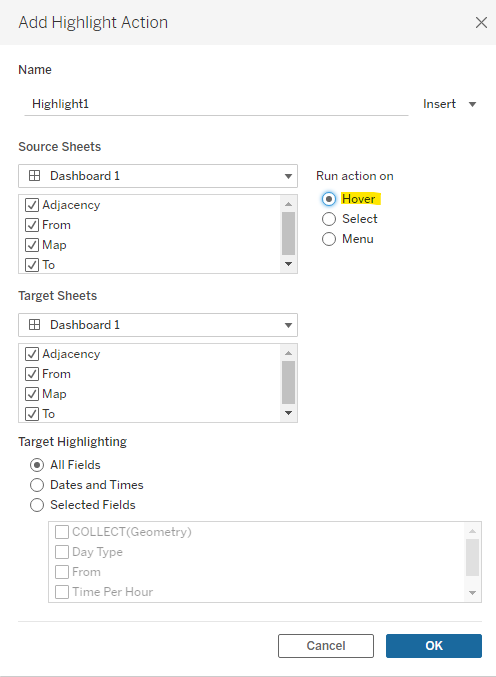 Add Highlight Action
Name
Highlight1 Insert
Source Sheets
Dashboard 1 Run action on
Adjacency Hover
From Select
Map Menu
To
Target Sheets
Dashboard 1
Adjacency
From
Map
To
Target Highlighting
All Fields
Dates and Times
Selected Fields
COLLECT(Geometry)
Day Type
From
Time Per Hour
Cancel OK